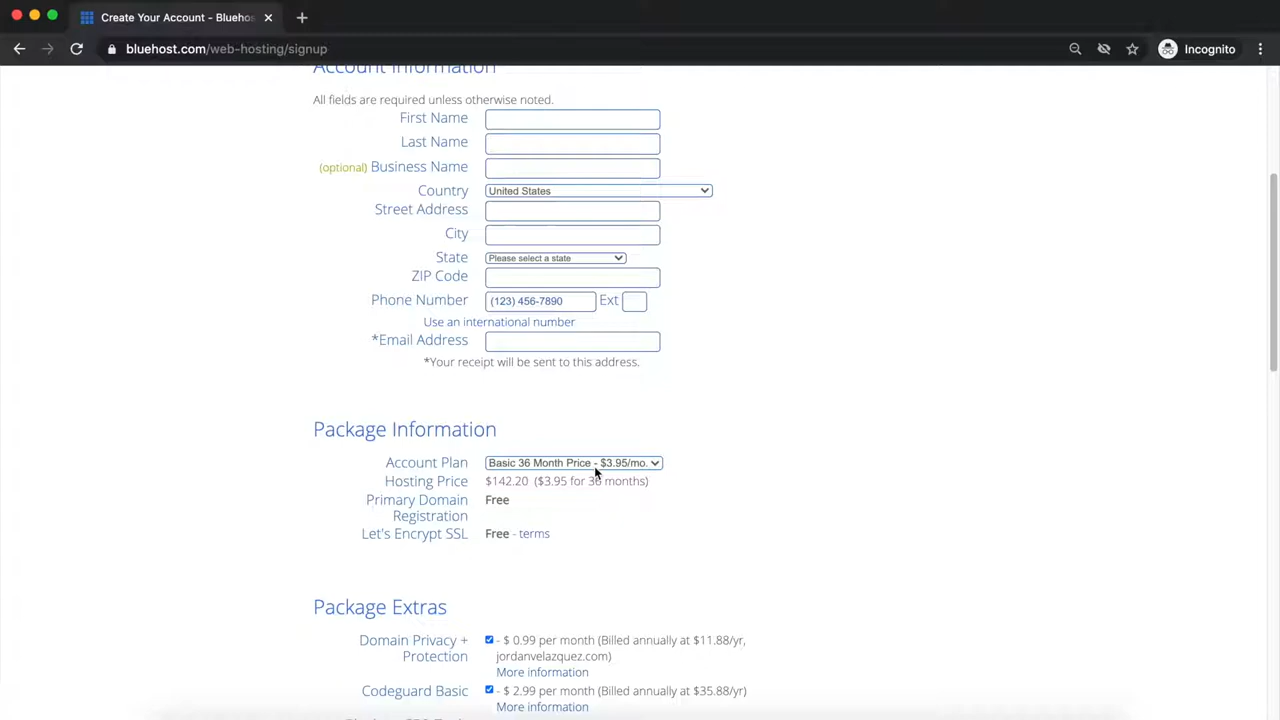 Create Your Account - Blueho
bluehost.com/web-hosting/signup
Incognito
Account Information
All fields are required unless otherwise noted.
First Name
Last Name
(optional) Business Name
Country United States
Street Address
City
State Please select a state
ZIP Code
Phone Number (123) 456-7890 Ext
Use an international number
*Email Address
*Your receipt will be sent to this address.
Package Information
Account Plan Basic 36 Month Price - $3.95/mo.
Hosting Price $142.20 ($3.95 for 36 months)
Primary Domain Free
Registration
Let's Encrypt SSL Free - terms
Package Extras
Domain Privacy + - $ 0.99 per month (Billed annually at $11.88/yr,
Protection jordanvelazquez.com)
More information
Codeguard Basic - $ 2.99 per month (Billed annually at $35.88/yr)
More information